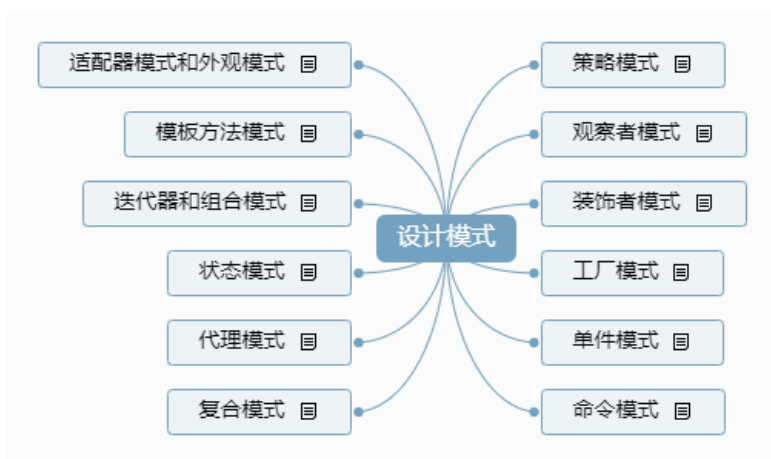 适配器模式和外观模式
策略模式
模板方法模式
观察者模式
迭代器和组合模式
装饰者模式
设计模式
状态模式
工厂模式
代理模式
单件模式
复合模式
命令模式